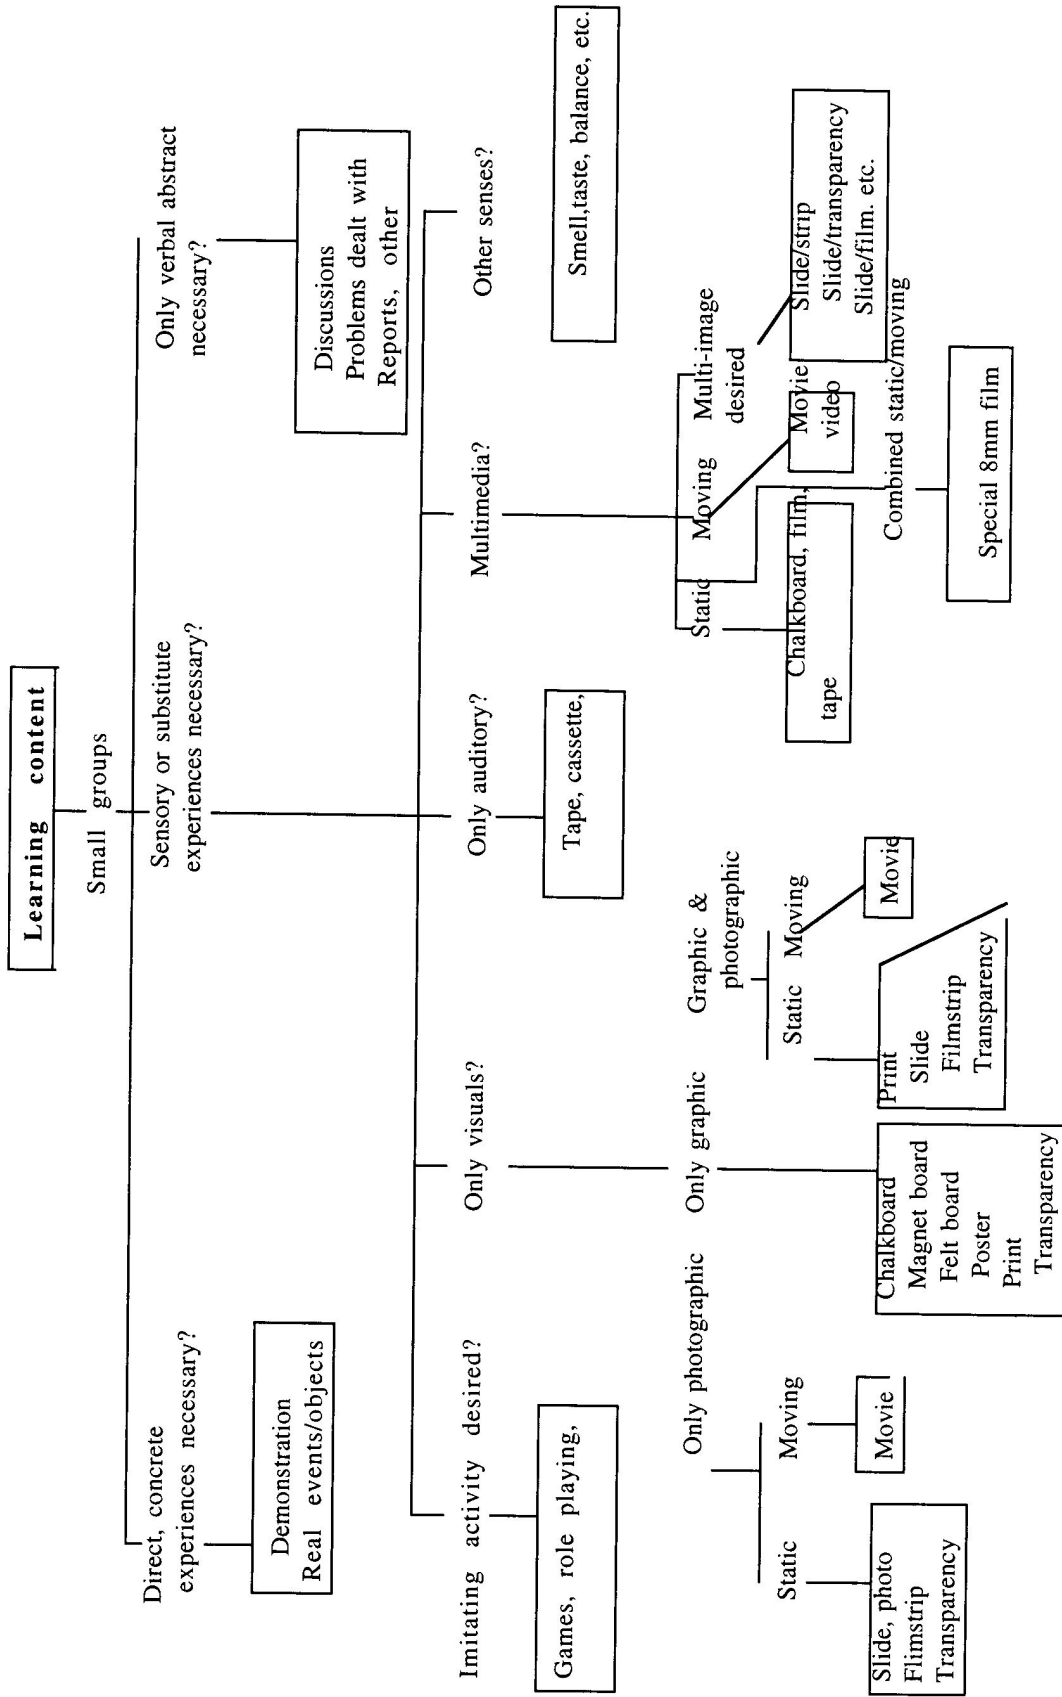 Learning content
Small groups
Direct, concrete
experiences necessary?
Sensory or substitute
experiences necessary?
Only verbal abstract
necessary?
Demonstration
Real events/objects
Discussions
Problems dealt with
Reports, other
Imitating activity desired?
Only visuals?
Only auditory?
Multimedia?
Other senses?
Games, role playing,
Tape, cassette,
Smell,taste, balance, etc.
Only photographic
Only graphic
Graphic &
photographic
Static
Moving
Multi-image
desired
Static
Moving
Static
Moving
Chalkboard, film,
tape
Movie
video
Slide/strip
Slide/transparency
Slide/film. etc.
Combined static/moving
Slide, photo
Flimstrip
Transparency
Movie
Chalkboard
Magnet board
Felt board
Poster
Print
Transparency
Print
Slide
Filmstrip
Transparency
Movie
Special 8mm film